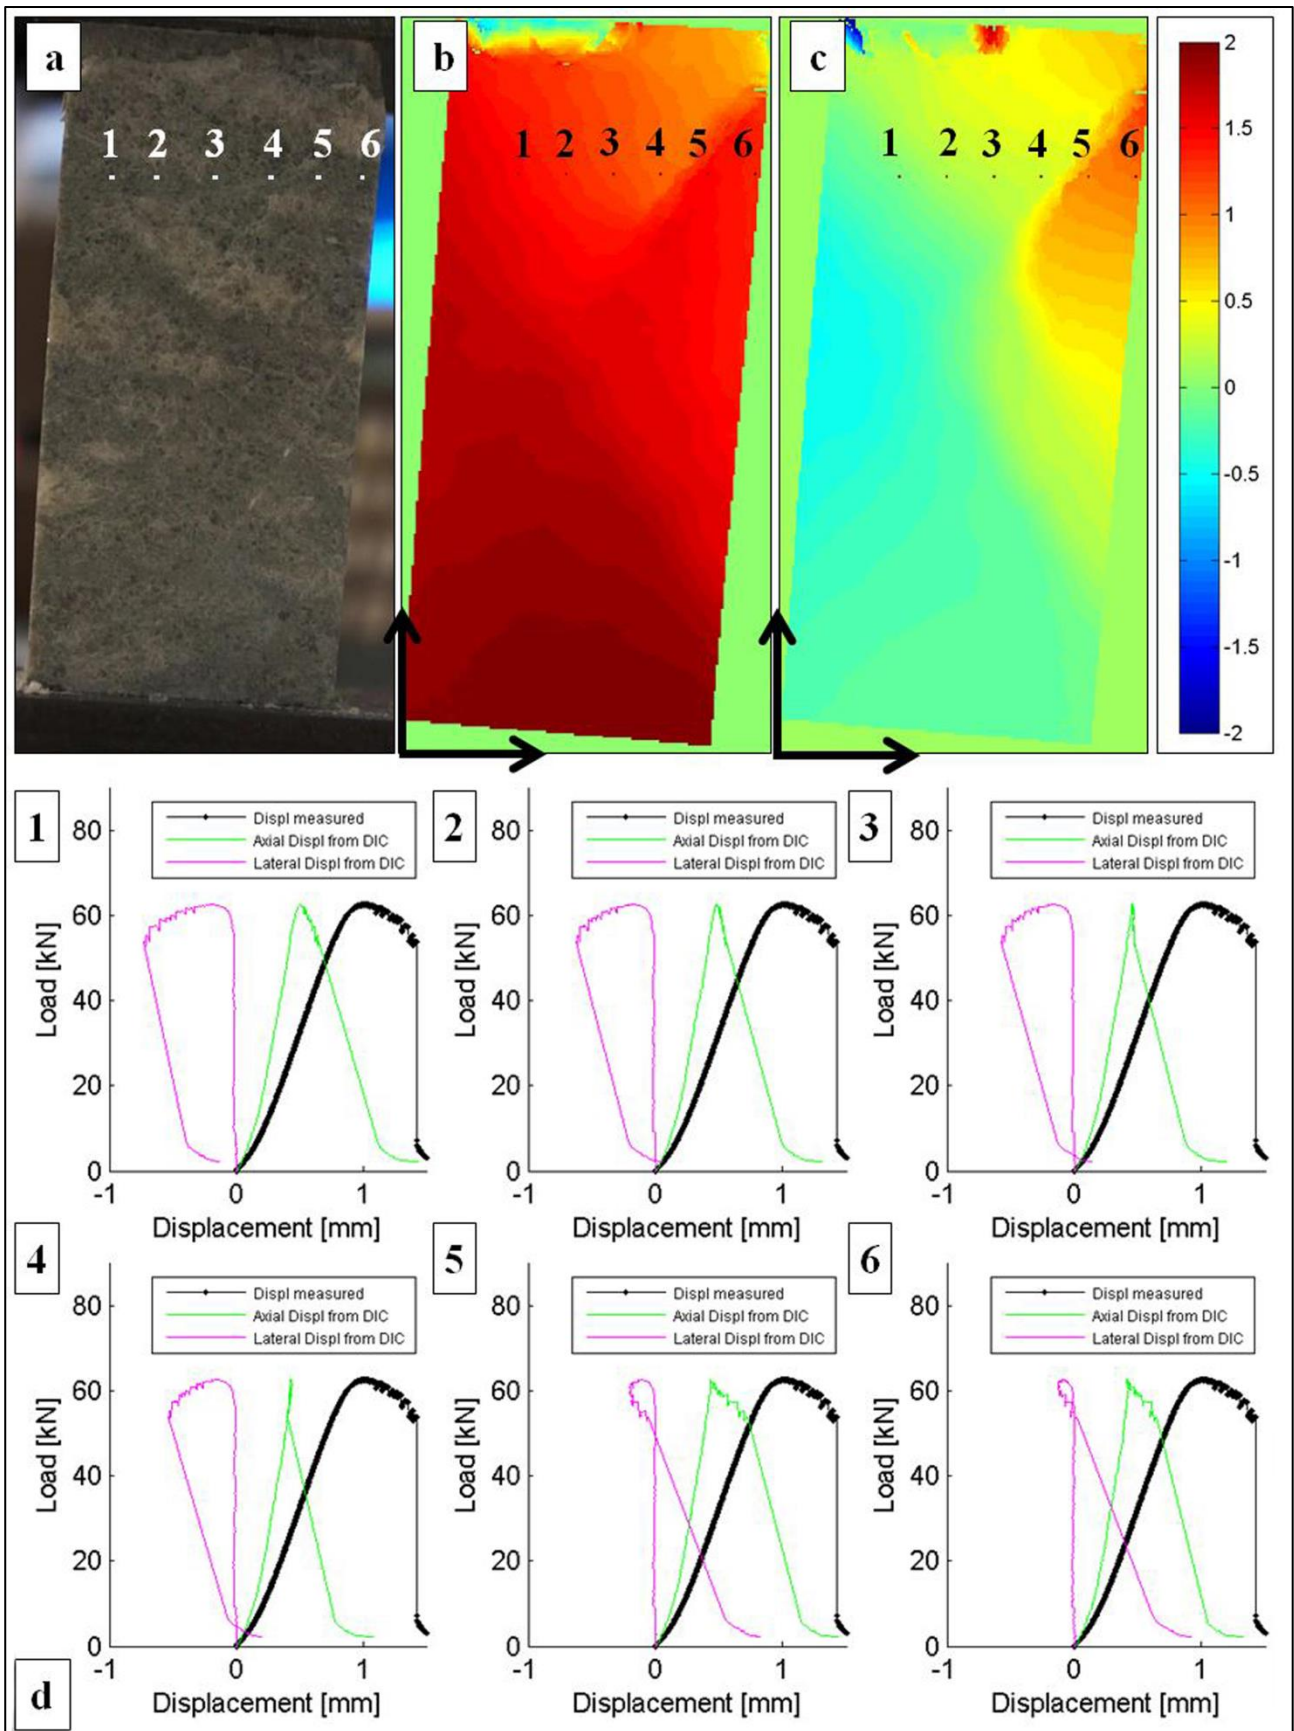 a
b
c
1 2 3 4 5 6
1 2 3 4 5 6
1 2 3 4 5 6
2
1.5
1
0.5
0
-0.5
-1
-1.5
-2
1
80
60
40
20
0
Load [kN]
Displ measured
Axial Displ from DIC
Lateral Displ from DIC
-1 0 1
Displacement [mm]
2
80
60
40
20
0
Load [kN]
Displ measured
Axial Displ from DIC
Lateral Displ from DIC
-1 0 1
Displacement [mm]
3
80
60
40
20
0
Load [kN]
Displ measured
Axial Displ from DIC
Lateral Displ from DIC
-1 0 1
Displacement [mm]
4
80
60
40
20
0
Load [kN]
Displ measured
Axial Displ from DIC
Lateral Displ from DIC
-1 0 1
Displacement [mm]
5
80
60
40
20
0
Load [kN]
Displ measured
Axial Displ from DIC
Lateral Displ from DIC
-1 0 1
Displacement [mm]
6
80
60
40
20
0
Load [kN]
Displ measured
Axial Displ from DIC
Lateral Displ from DIC
-1 0 1
Displacement [mm]
d